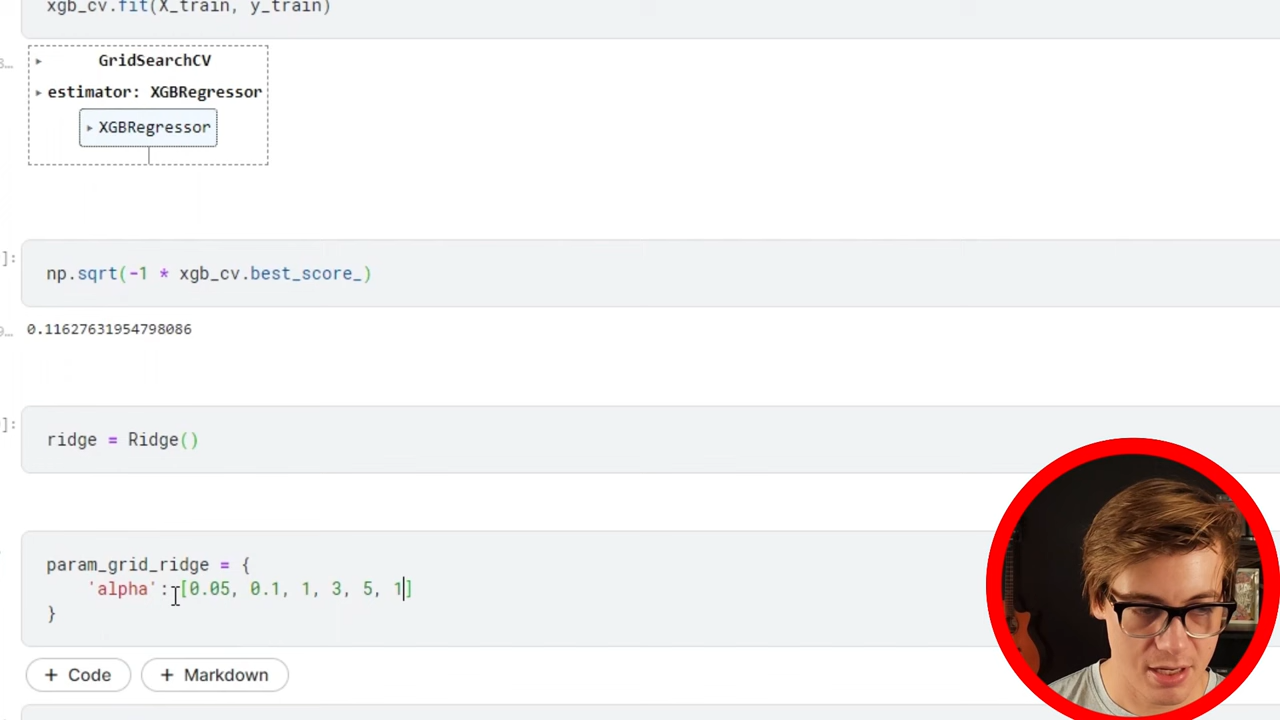 xgb_cv.fit(X_train, y_train)
GridSearchCV
estimator: XGBRegressor
XGBRegressor
]:
np.sqrt(-1 * xgb_cv.best_score_)
0.11627631954798086
]:
ridge = Ridge()
param_grid_ridge = {
'alpha': [0.05, 0.1, 1, 3, 5, 1]
}
+ Code
+ Markdown